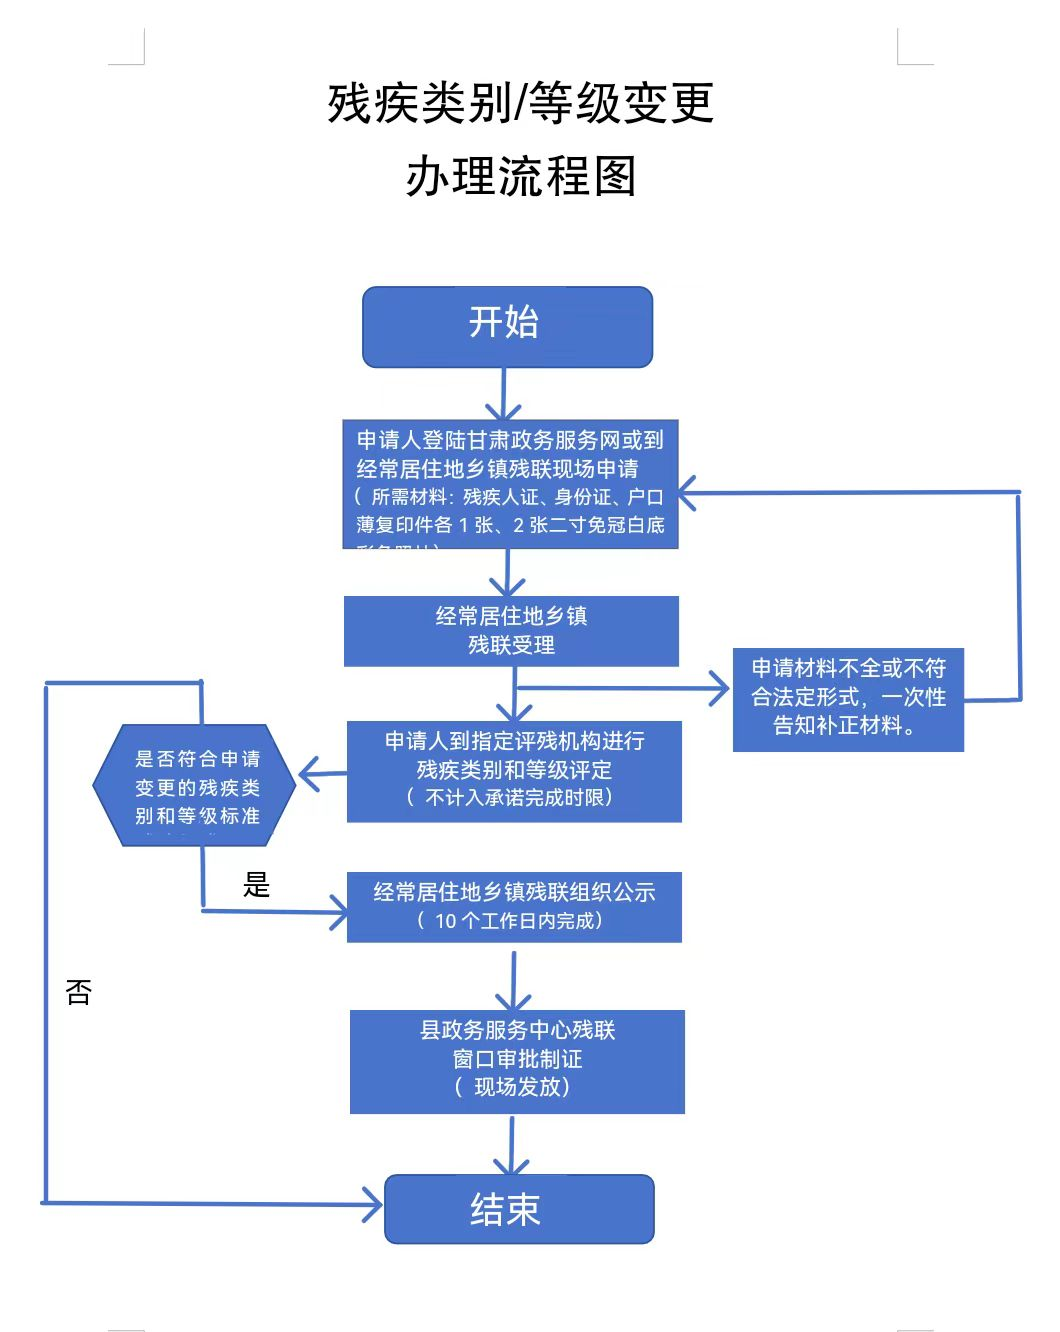 残疾类别/等级变更
办理流程图
开始
申请人登陆甘肃政务服务网或到
经常居住地乡镇残联现场申请
（ 所需材料：残疾人证、身份证、户口
薄复印件各 1 张、2 张二寸免冠白底
经常居住地乡镇
残联受理
申请材料不全或不符
合法定形式，一次性
告知补正材料。
申请人到指定评残机构进行
残疾类别和等级评定
（ 不计入承诺完成时限）
是否符合申请
变更的残疾类
别和等级标准
是
经常居住地乡镇残联组织公示
（ 10 个工作日内完成）
否
县政务服务中心残联
窗口审批制证
（ 现场发放）
结束